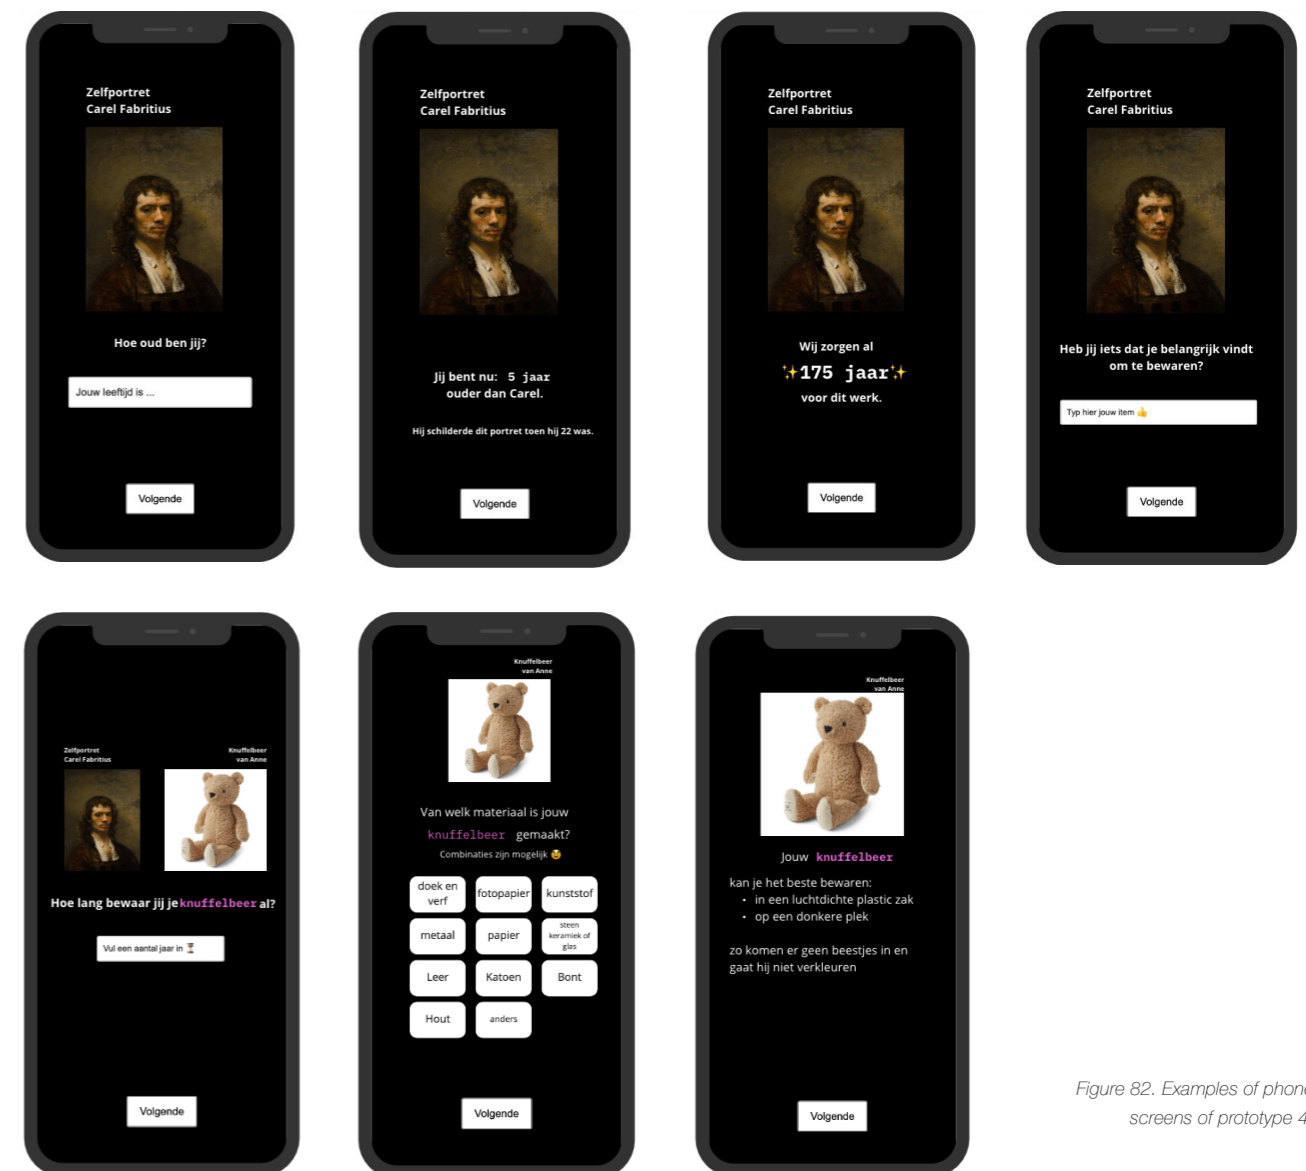 Zelfportret
Carel Fabritius
Hoe oud ben jij?
Jouw leeftijd is ...
Volgende
Zelfportret
Carel Fabritius
Jij bent nu: 5 jaar
ouder dan Carel.
Hij schilderde dit portret toen hij 22 was.
Volgende
Zelfportret
Carel Fabritius
Wij zorgen al
✨175 jaar✨
voor dit werk.
Volgende
Zelfportret
Carel Fabritius
Heb jij iets dat je belangrijk vindt
om te bewaren?
Typ hier jouw item 👍
Volgende
Zelfportret
Carel Fabritius
Knuffelbeer
van Anne
Hoe lang bewaar jij je knuffelbeer al?
Vul een aantal jaar in ⏳
Volgende
Knuffelbeer
van Anne
Van welk materiaal is jouw
knuffelbeer gemaakt?
Combinaties zijn mogelijk 🤠
doek en
verf
fotopapier
kunststof
metaal
papier
steen
keramiek of
glas
Leer
Katoen
Bont
Hout
anders
Volgende
Knuffelbeer
van Anne
Jouw knuffelbeer
kan je het beste bewaren:
• in een luchtdichte plastic zak
• op een donkere plek
zo komen er geen beestjes in en
gaat hij niet verkleuren
Volgende
Figure 82. Examples of phone
screens of prototype 4